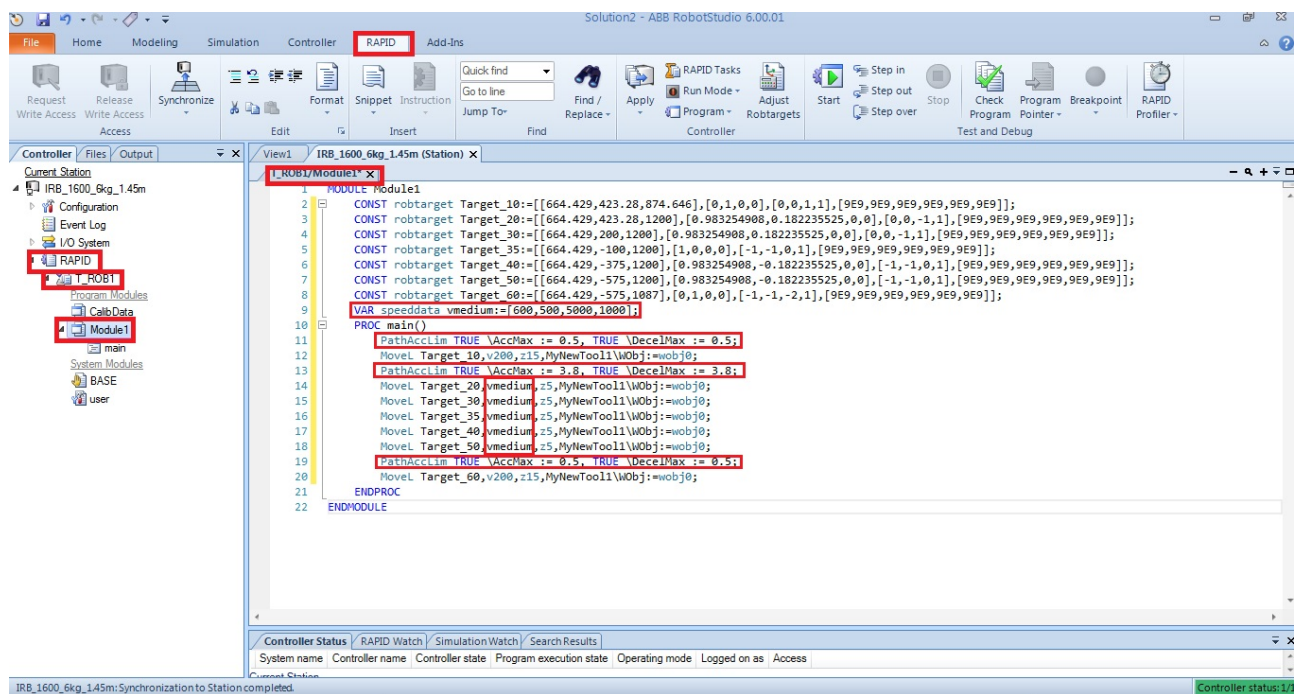 Solution2 - ABB RobotStudio 6.00.01
File Home Modeling Simulation Controller RAPID Add-Ins
Request Write Access
Release Write Access
Synchronize
Access
Format
Edit
Snippet
Instruction
Insert
Quick find
Go to line
Jump To
Find / Replace
Find
Apply
RAPID Tasks
Run Mode
Program
Adjust Robtargets
Controller
Start
Step in
Step out
Step over
Stop
Check Program
Program Pointer
Breakpoint
RAPID Profiler
Test and Debug
Controller Files Output
View1 IRB_1600_6kg_1.45m (Station)
Current Station
IRB_1600_6kg_1.45m
Configuration
Event Log
I/O System
RAPID
T_ROB1
Program Modules
CalibData
Module1
main
System Modules
BASE
user
T_ROB1/Module1*
1 MODULE Module1
2 CONST robtarget Target_10:=[[664.429,423.28,874.646],[0,1,0,0],[0,0,1,1],[9E9,9E9,9E9,9E9,9E9,9E9]];
3 CONST robtarget Target_20:=[[664.429,423.28,1200],[0.983254908,0.182235525,0,0],[0,0,-1,1],[9E9,9E9,9E9,9E9,9E9,9E9]];
4 CONST robtarget Target_30:=[[664.429,200,1200],[0.983254908,0.182235525,0,0],[0,0,-1,1],[9E9,9E9,9E9,9E9,9E9,9E9]];
5 CONST robtarget Target_35:=[[664.429,-100,1200],[1,0,0,0],[-1,-1,0,1],[9E9,9E9,9E9,9E9,9E9,9E9]];
6 CONST robtarget Target_40:=[[664.429,-375,1200],[0.983254908,-0.182235525,0,0],[-1,-1,0,1],[9E9,9E9,9E9,9E9,9E9,9E9]];
7 CONST robtarget Target_50:=[[664.429,-575,1200],[0.983254908,-0.182235525,0,0],[-1,-1,0,1],[9E9,9E9,9E9,9E9,9E9,9E9]];
8 CONST robtarget Target_60:=[[664.429,-575,1087],[0,1,0,0],[-1,-1,-2,1],[9E9,9E9,9E9,9E9,9E9,9E9]];
9 VAR speeddata vmedium:=[600,500,5000,1000];
10 PROC main()
11 PathAccLim TRUE \AccMax := 0.5, TRUE \DecelMax := 0.5;
12 MoveL Target_10,v200,z15,MyNewTool1\WObj:=wobj0;
13 PathAccLim TRUE \AccMax := 3.8, TRUE \DecelMax := 3.8;
14 MoveL Target_20,vmedium,z5,MyNewTool1\WObj:=wobj0;
15 MoveL Target_30,vmedium,z5,MyNewTool1\WObj:=wobj0;
16 MoveL Target_35,vmedium,z5,MyNewTool1\WObj:=wobj0;
17 MoveL Target_40,vmedium,z5,MyNewTool1\WObj:=wobj0;
18 MoveL Target_50,vmedium,z5,MyNewTool1\WObj:=wobj0;
19 PathAccLim TRUE \AccMax := 0.5, TRUE \DecelMax := 0.5;
20 MoveL Target_60,v200,z15,MyNewTool1\WObj:=wobj0;
21 ENDPROC
22 ENDMODULE
Controller Status RAPID Watch Simulation Watch Search Results
System name Controller name Controller state Program execution state Operating mode Logged on as Access
Current Station
IRB_1600_6kg_1.45m: Synchronization to Station completed.
Controller status: 1/1